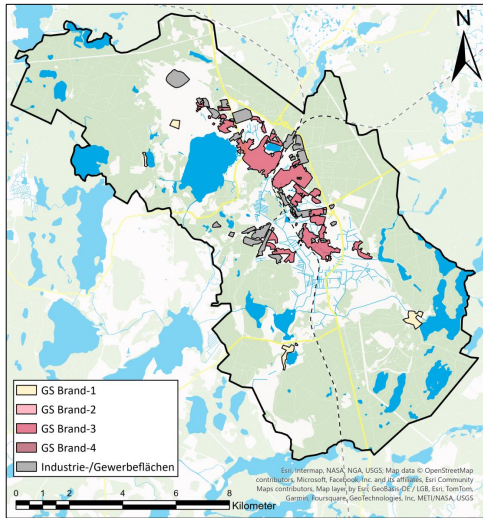 N
GS Brand-1
GS Brand-2
GS Brand-3
GS Brand-4
Industrie-/Gewerbeflächen
Esri, Intermap, NASA, NGA, USGS; Map data © OpenStreetMap
contributors, Microsoft, Facebook, Inc. and its affiliates, Esri Community
Maps contributors, Map layer by Esri, GeoBasis-DE / LGB, Esri, TomTom,
Garmin, Foursquare, GeoTechnologies, Inc, METI/NASA, USGS
0 1 2 4 6 8
Kilometer